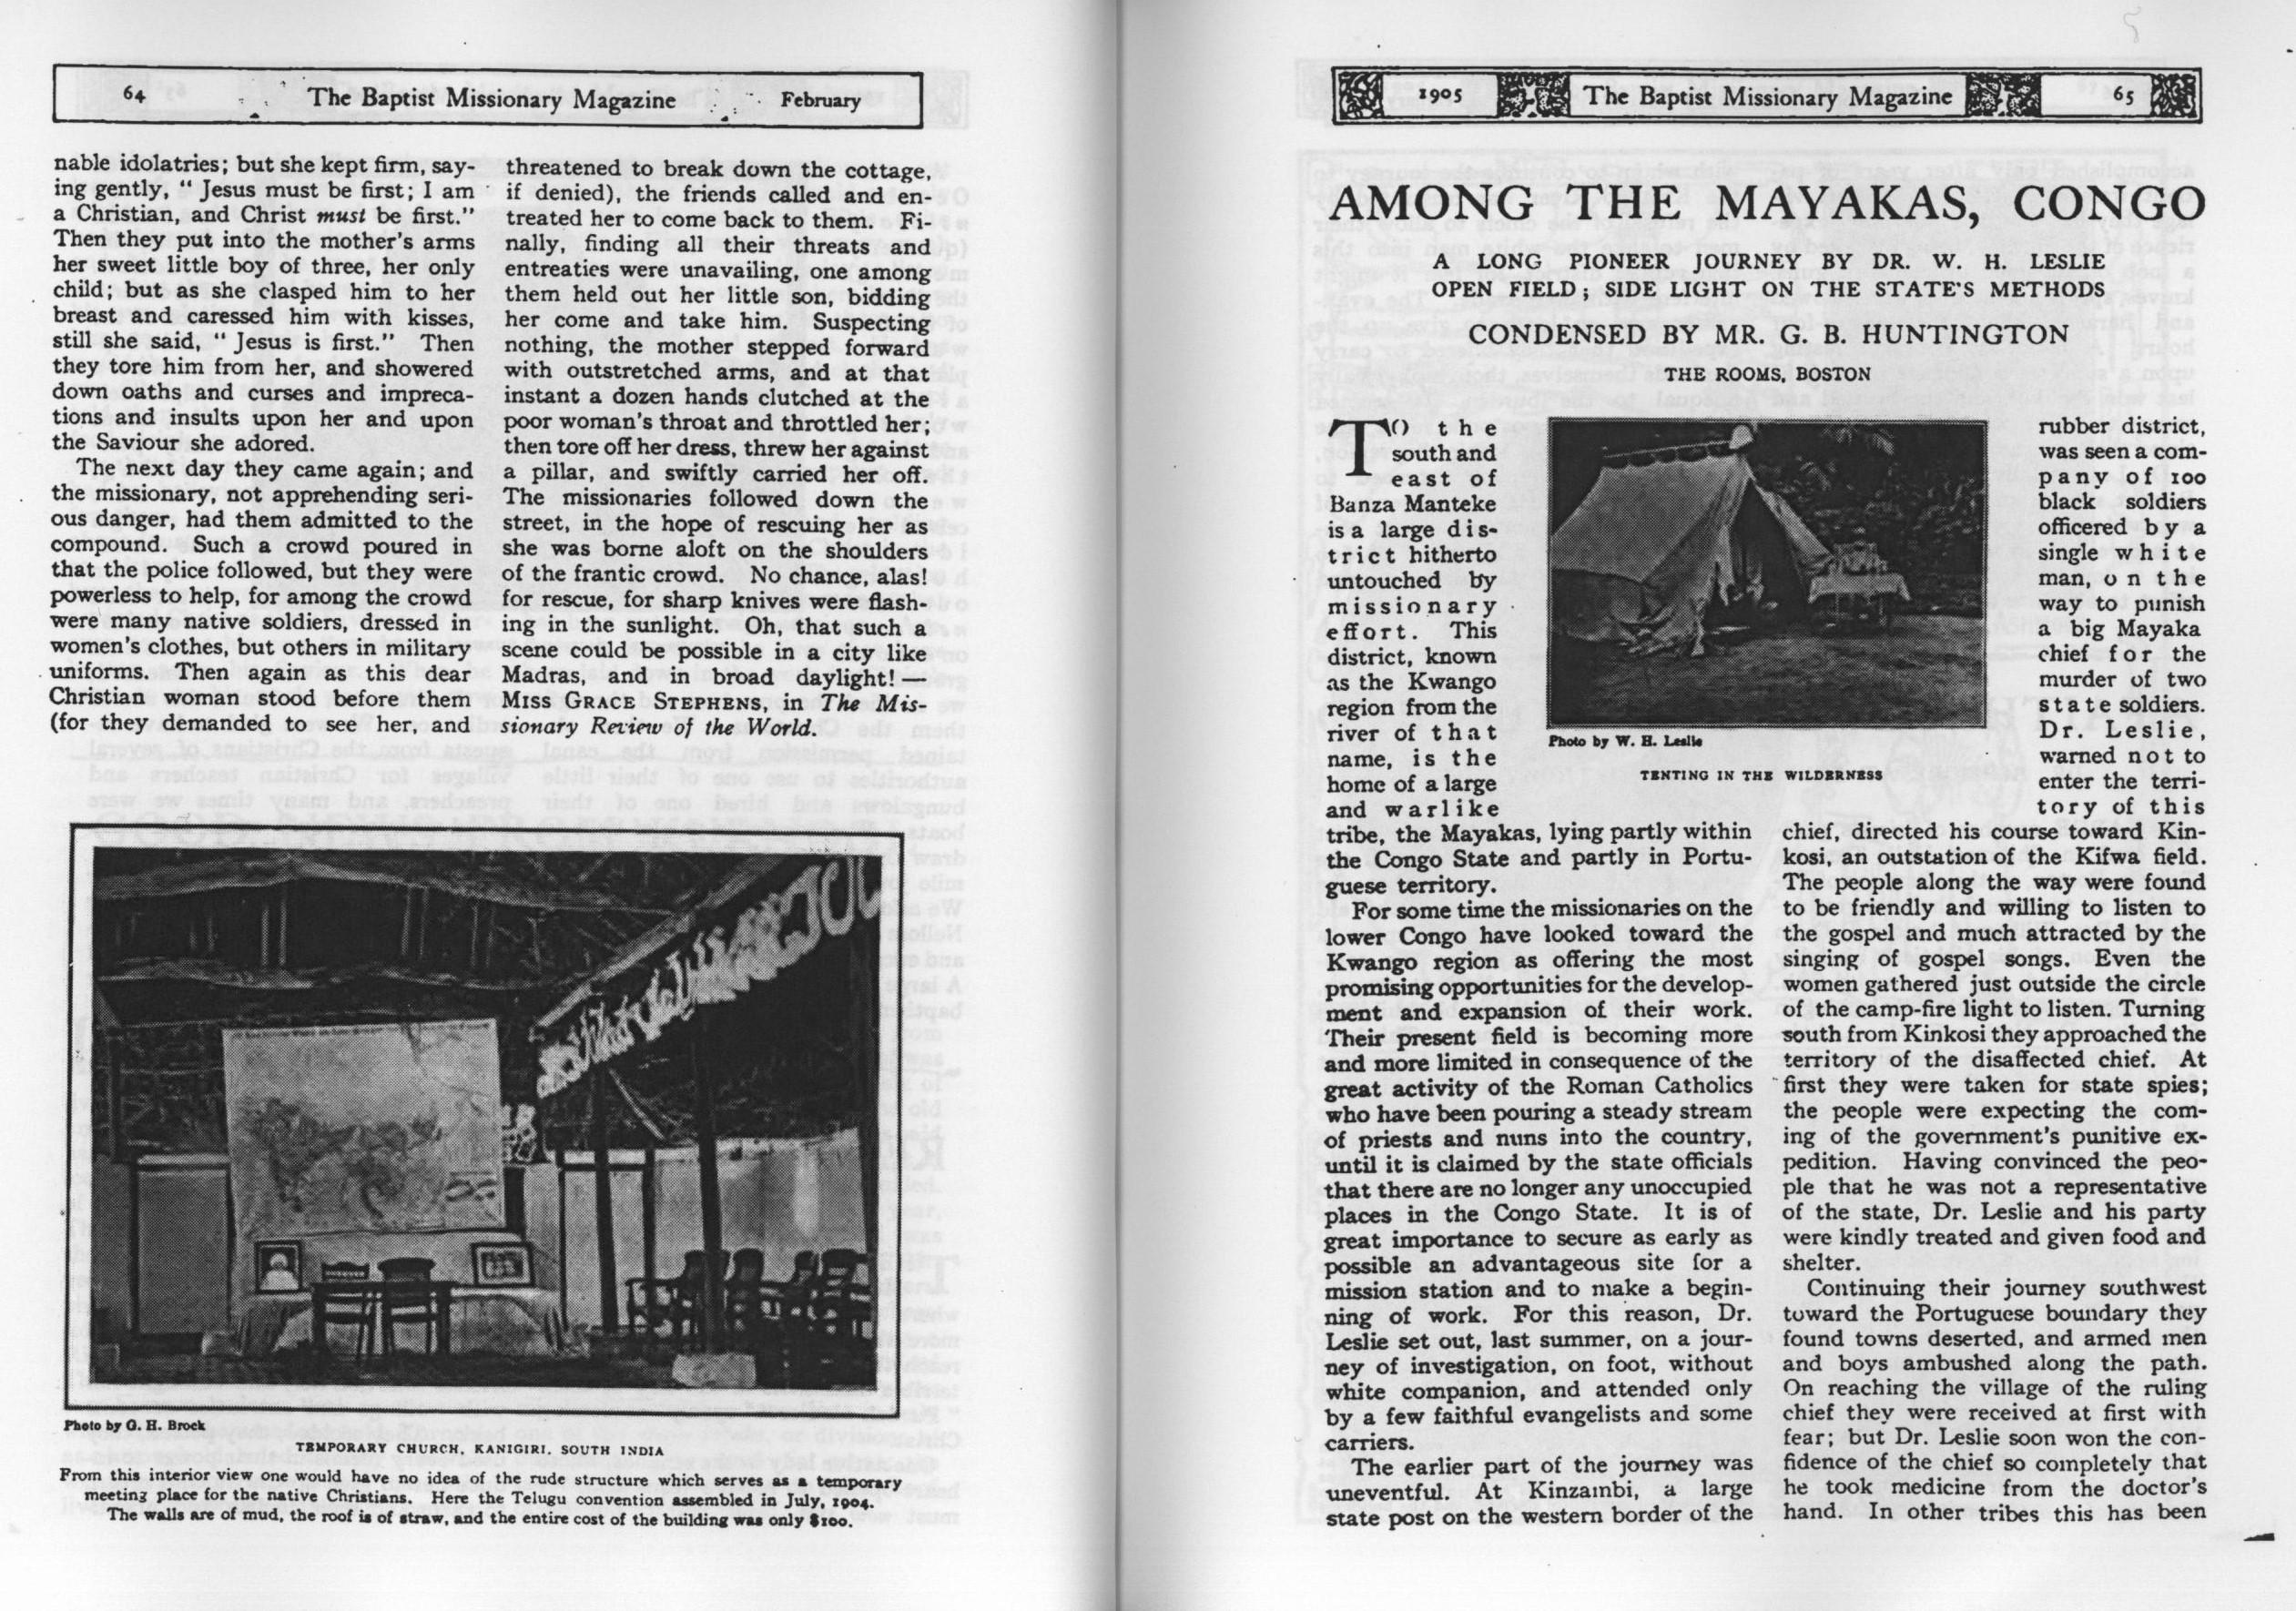 64 The Baptist Missionary Magazine February
nable idolatries; but she kept firm, say-
ing gently, " Jesus must be first; I am
a Christian, and Christ must be first."
Then they put into the mother's arms
her sweet little boy of three, her only
child; but as she clasped him to her
breast and caressed him with kisses,
still she said, " Jesus is first." Then
they tore him from her, and showered
down oaths and curses and impreca-
tions and insults upon her and upon
the Saviour she adored.
The next day they came again; and
the missionary, not apprehending seri-
ous danger, had them admitted to the
compound. Such a crowd poured in
that the police followed, but they were
powerless to help, for among the crowd
were many native soldiers, dressed in
women's clothes, but others in military
uniforms. Then again as this dear
Christian woman stood before them
(for they demanded to see her, and
threatened to break down the cottage,
if denied), the friends called and en-
treated her to come back to them. Fi-
nally, finding all their threats and
entreaties were unavailing, one among
them held out her little son, bidding
her come and take him. Suspecting
nothing, the mother stepped forward
with outstretched arms, and at that
instant a dozen hands clutched at the
poor woman's throat and throttled her;
then tore off her dress, threw her against
a pillar, and swiftly carried her off.
The missionaries followed down the
street, in the hope of rescuing her as
she was borne aloft on the shoulders
of the frantic crowd. No chance, alas!
for rescue, for sharp knives were flash-
ing in the sunlight. Oh, that such a
scene could be possible in a city like
Madras, and in broad daylight! —
MISS GRACE STEPHENS, in The Mis-
sionary Review of the World.
Photo by G. H. Brock
TEMPORARY CHURCH, KANIGIRI, SOUTH INDIA
From this interior view one would have no idea of the rude structure which serves as a temporary
meeting place for the native Christians. Here the Telugu convention assembled in July, 1904.
The walls are of mud, the roof is of straw, and the entire cost of the building was only $100.
1905 The Baptist Missionary Magazine 65
AMONG THE MAYAKAS, CONGO
A LONG PIONEER JOURNEY BY DR. W. H. LESLIE
OPEN FIELD; SIDE LIGHT ON THE STATE'S METHODS
CONDENSED BY MR. G. B. HUNTINGTON
THE ROOMS, BOSTON
TO the
south and
east of
Banza Manteke
is a large dis-
trict hitherto
untouched by
missionary
effort. This
district, known
as the Kwango
region from the
river of that
name, is the
home of a large
and warlike
tribe, the Mayakas, lying partly within
the Congo State and partly in Portu-
guese territory.
For some time the missionaries on the
lower Congo have looked toward the
Kwango region as offering the most
promising opportunities for the develop-
ment and expansion of their work.
Their present field is becoming more
and more limited in consequence of the
great activity of the Roman Catholics
who have been pouring a steady stream
of priests and nuns into the country,
until it is claimed by the state officials
that there are no longer any unoccupied
places in the Congo State. It is of
great importance to secure as early as
possible an advantageous site for a
mission station and to make a begin-
ning of work. For this reason, Dr.
Leslie set out, last summer, on a jour-
ney of investigation, on foot, without
white companion, and attended only
by a few faithful evangelists and some
carriers.
The earlier part of the journey was
uneventful. At Kinzambi, a large
state post on the western border of the
Photo by W. H. Leslie
TENTING IN THE WILDERNESS
rubber district,
was seen a com-
pany of 100
black soldiers
officered by a
single white
man, on the
way to punish
a big Mayaka
chief for the
murder of two
state soldiers.
Dr. Leslie,
warned not to
enter the terri-
tory of this
chief, directed his course toward Kin-
kosi, an outstation of the Kifwa field.
The people along the way were found
to be friendly and willing to listen to
the gospel and much attracted by the
singing of gospel songs. Even the
women gathered just outside the circle
of the camp-fire light to listen. Turning
south from Kinkosi they approached the
territory of the disaffected chief. At
first they were taken for state spies;
the people were expecting the com-
ing of the government's punitive ex-
pedition. Having convinced the peo-
ple that he was not a representative
of the state, Dr. Leslie and his party
were kindly treated and given food and
shelter.
Continuing their journey southwest
toward the Portuguese boundary they
found towns deserted, and armed men
and boys ambushed along the path.
On reaching the village of the ruling
chief they were received at first with
fear; but Dr. Leslie soon won the con-
fidence of the chief so completely that
he took medicine from the doctor's
hand. In other tribes this has been